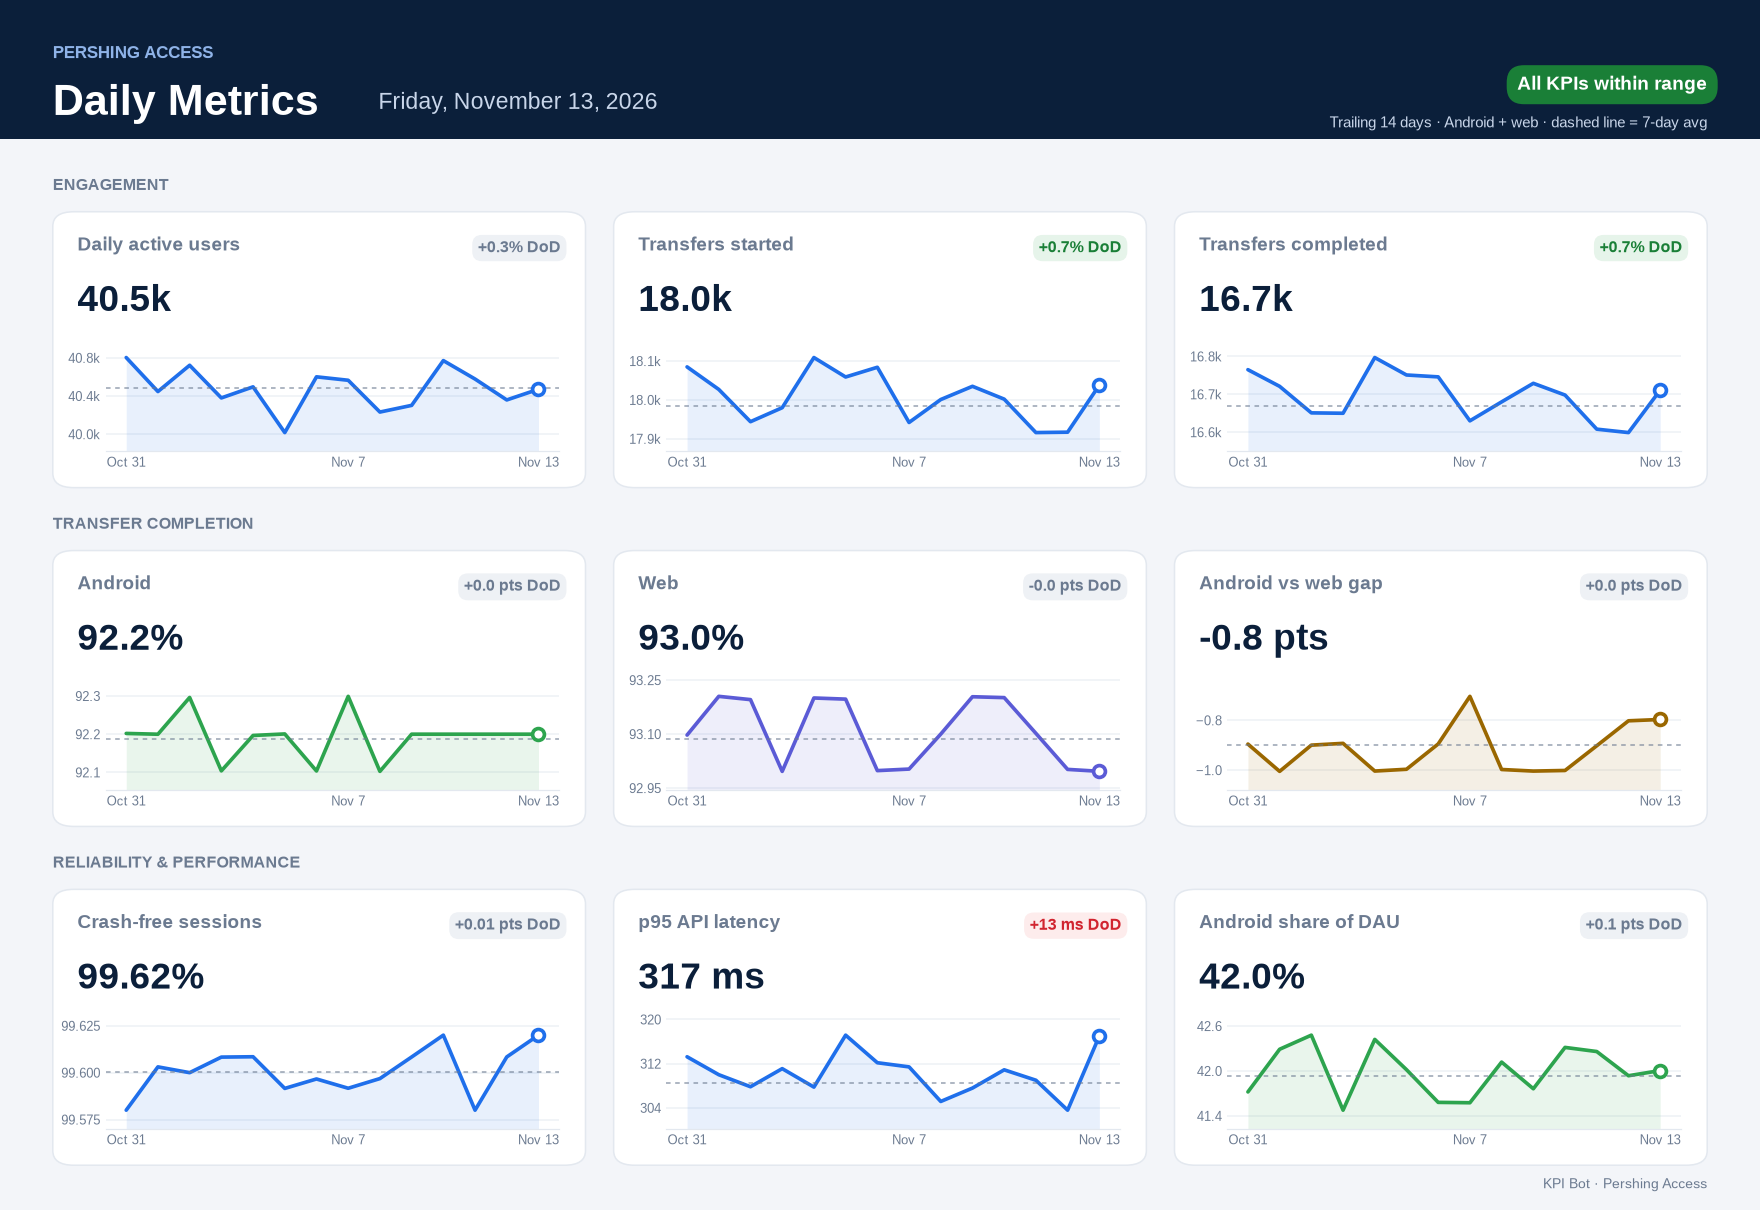 PERSHING ACCESS
Daily Metrics
Friday, November 13, 2026
All KPIs within range
Trailing 14 days · Android + web · dashed line = 7-day avg
ENGAGEMENT
Daily active users
+0.3% DoD
40.5k
40.8k
40.4k
40.0k
Oct 31
Nov 7
Nov 13
Transfers started
+0.7% DoD
18.0k
18.1k
18.0k
17.9k
Oct 31
Nov 7
Nov 13
Transfers completed
+0.7% DoD
16.7k
16.8k
16.7k
16.6k
Oct 31
Nov 7
Nov 13
TRANSFER COMPLETION
Android
+0.0 pts DoD
92.2%
92.3
92.2
92.1
Oct 31
Nov 7
Nov 13
Web
-0.0 pts DoD
93.0%
93.25
93.10
92.95
Oct 31
Nov 7
Nov 13
Android vs web gap
+0.0 pts DoD
-0.8 pts
−0.8
−1.0
Oct 31
Nov 7
Nov 13
RELIABILITY & PERFORMANCE
Crash-free sessions
+0.01 pts DoD
99.62%
99.625
99.600
99.575
Oct 31
Nov 7
Nov 13
p95 API latency
+13 ms DoD
317 ms
320
312
304
Oct 31
Nov 7
Nov 13
Android share of DAU
+0.1 pts DoD
42.0%
42.6
42.0
41.4
Oct 31
Nov 7
Nov 13
KPI Bot · Pershing Access